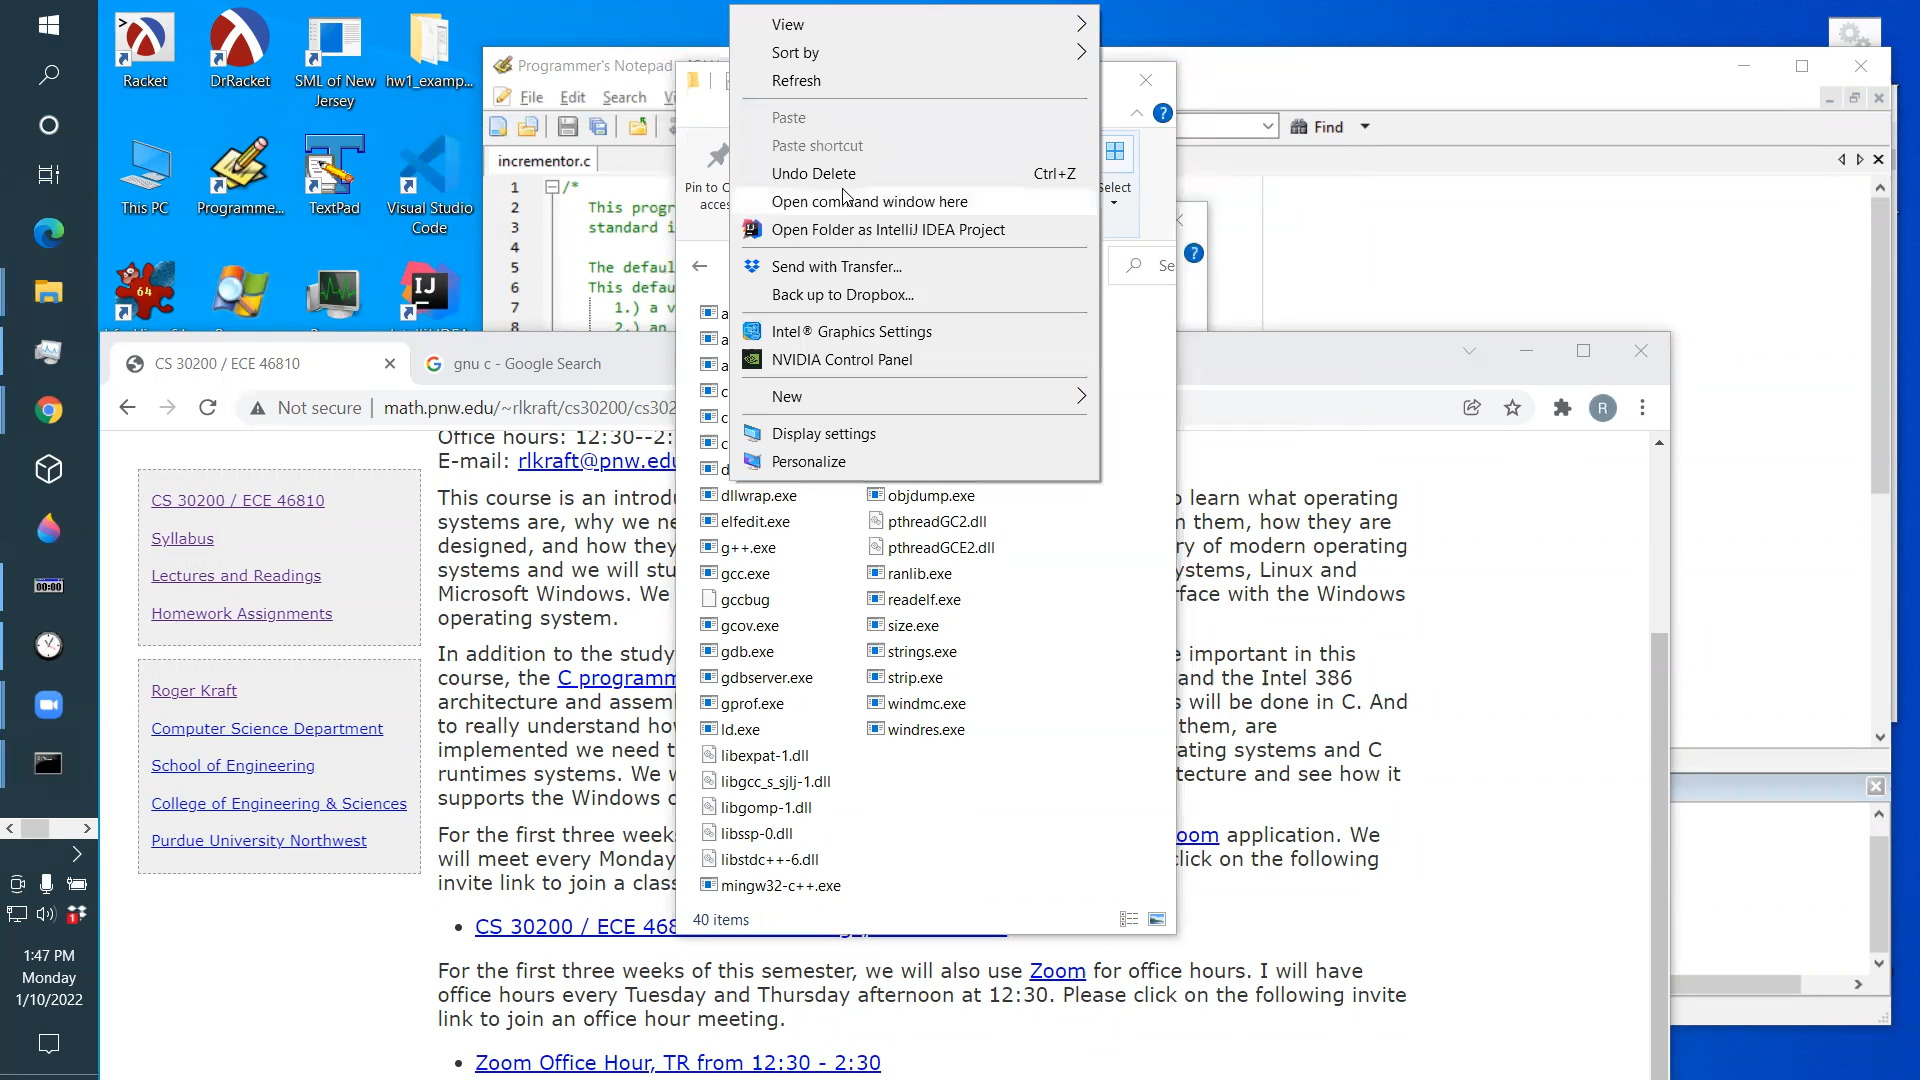 Racket
DrRacket
SML of New
Jersey
hw1_examp...
This PC
Programme...
TextPad
Visual Studio
Code
64
IJ
Programmer's Notepad
File
Edit
Search
incrementor.c
1
2
3
4
5
6
7
8
/*
This progr
standard i
The defaul
This defau
1.) a v
2.) an
Find
View
Sort by
Refresh
Paste
Paste shortcut
Undo Delete
Ctrl+Z
Open command window here
Open Folder as IntelliJ IDEA Project
Send with Transfer...
Back up to Dropbox...
Intel® Graphics Settings
NVIDIA Control Panel
New
Display settings
Personalize
Select
dllwrap.exe
elfedit.exe
g++.exe
gcc.exe
gccbug
gcov.exe
gdb.exe
gdbserver.exe
gprof.exe
ld.exe
libexpat-1.dll
libgcc_s_sjlj-1.dll
libgomp-1.dll
libssp-0.dll
libstdc++-6.dll
mingw32-c++.exe
objdump.exe
pthreadGC2.dll
pthreadGCE2.dll
ranlib.exe
readelf.exe
size.exe
strings.exe
strip.exe
windmc.exe
windres.exe
40 items
CS 30200 / ECE 46810
gnu c - Google Search
Not secure
math.pnw.edu/~rlkraft/cs30200/cs302
R
CS 30200 / ECE 46810
Syllabus
Lectures and Readings
Homework Assignments
Roger Kraft
Computer Science Department
School of Engineering
College of Engineering & Sciences
Purdue University Northwest
Office hours: 12:30--2:
E-mail: rlkraft@pnw.edu
This course is an introdu o learn what operating
systems are, why we ne m them, how they are
designed, and how they ry of modern operating
systems and we will stu ystems, Linux and
Microsoft Windows. We face with the Windows
operating system.
In addition to the study e important in this
course, the C programm and the Intel 386
architecture and assem s will be done in C. And
to really understand how them, are
implemented we need t rating systems and C
runtimes systems. We w tecture and see how it
supports the Windows o
For the first three weeks oom application. We
will meet every Monday click on the following
invite link to join a clas
• CS 30200 / ECE 468
For the first three weeks of this semester, we will also use Zoom for office hours. I will have
office hours every Tuesday and Thursday afternoon at 12:30. Please click on the following invite
link to join an office hour meeting.
• Zoom Office Hour, TR from 12:30 - 2:30
00:00
1:47 PM
Monday
1/10/2022